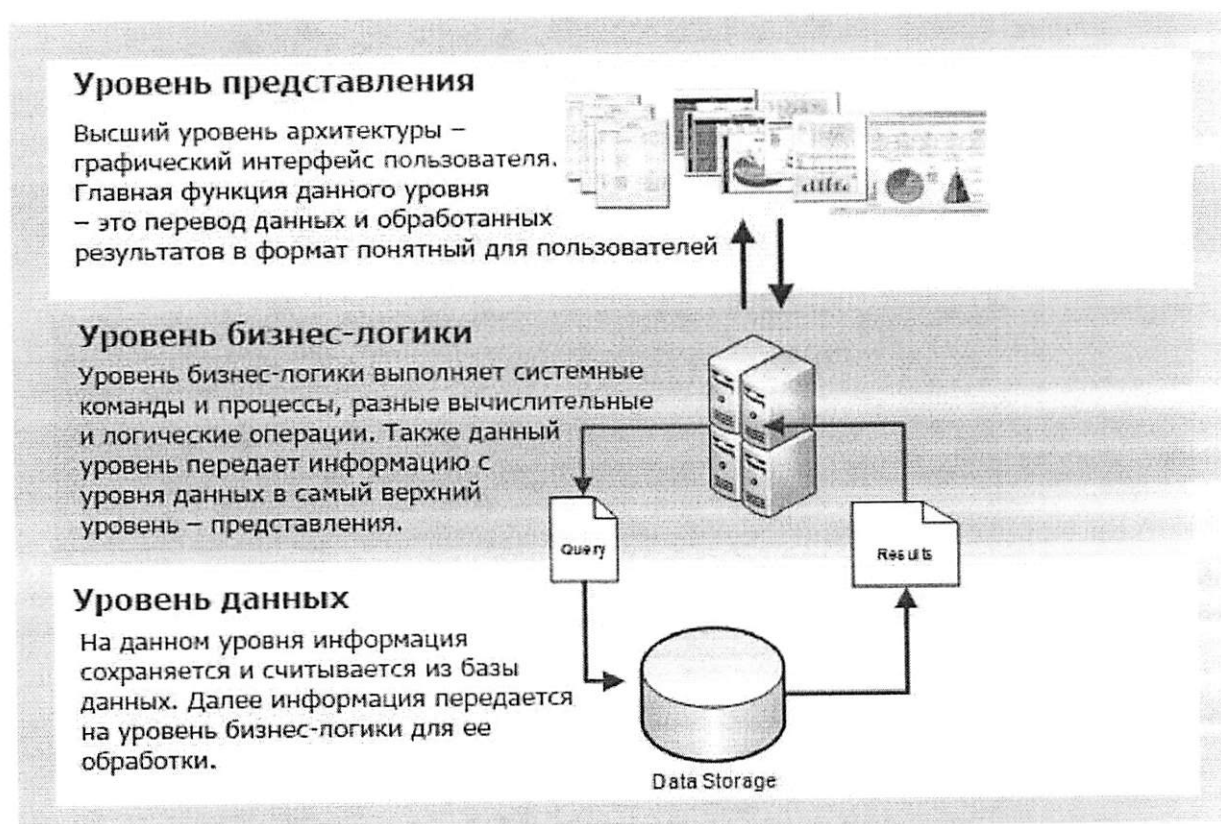 Уровень представления
Высший уровень архитектуры –
графический интерфейс пользователя.
Главная функция данного уровня
– это перевод данных и обработанных
результатов в формат понятный для пользователей
Уровень бизнес-логики
Уровень бизнес-логики выполняет системные
команды и процессы, разные вычислительные
и логические операции. Также данный
уровень передает информацию с
уровня данных в самый верхний
уровень – представления.
Query
Results
Уровень данных
На данном уровня информация
сохраняется и считывается из базы
данных. Далее информация передается
на уровень бизнес-логики для ее
обработки.
Data Storage